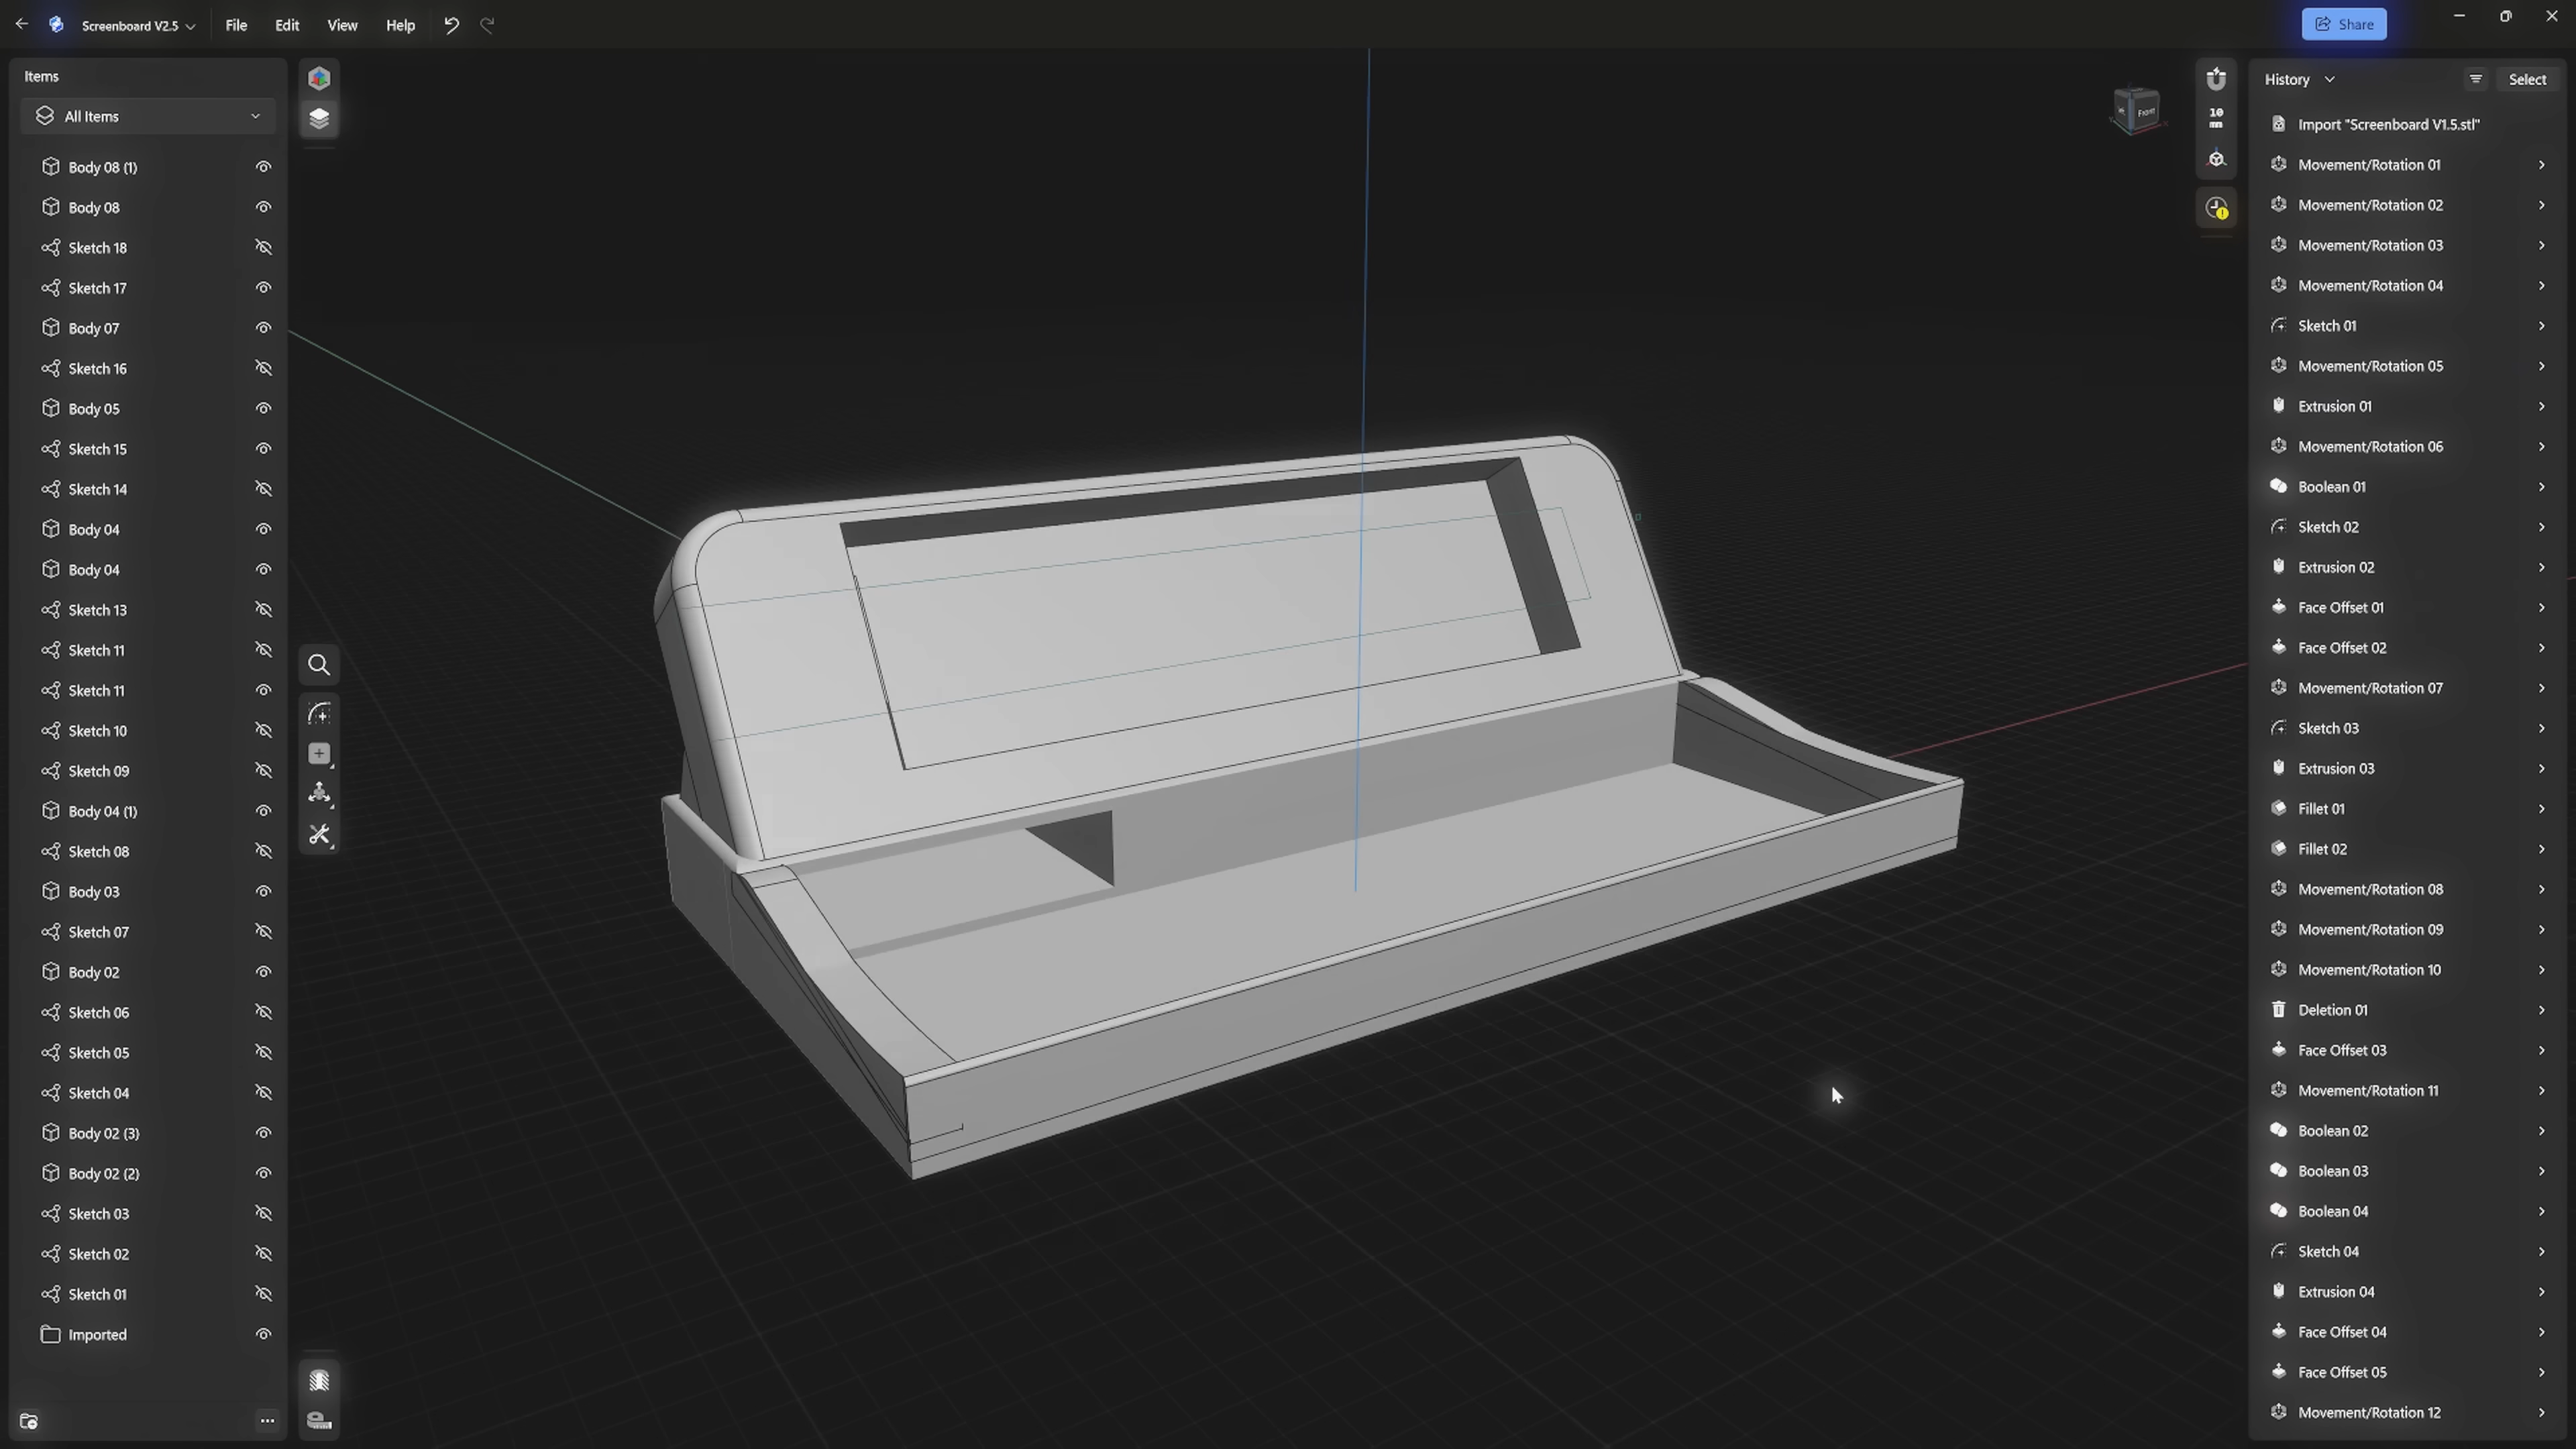 Screenboard V2.5 File Edit View Help Share
Items
All Items
Body 08 (1)
Body 08
Sketch 18
Sketch 17
Body 07
Sketch 16
Body 05
Sketch 15
Sketch 14
Body 04
Body 04
Sketch 13
Sketch 11
Sketch 11
Sketch 10
Sketch 09
Body 04 (1)
Sketch 08
Body 03
Sketch 07
Body 02
Sketch 06
Sketch 05
Sketch 04
Body 02 (3)
Body 02 (2)
Sketch 03
Sketch 02
Sketch 01
Imported
Front
10
mm
History Select
Import "Screenboard V1.5.stl"
Movement/Rotation 01
Movement/Rotation 02
Movement/Rotation 03
Movement/Rotation 04
Sketch 01
Movement/Rotation 05
Extrusion 01
Movement/Rotation 06
Boolean 01
Sketch 02
Extrusion 02
Face Offset 01
Face Offset 02
Movement/Rotation 07
Sketch 03
Extrusion 03
Fillet 01
Fillet 02
Movement/Rotation 08
Movement/Rotation 09
Movement/Rotation 10
Deletion 01
Face Offset 03
Movement/Rotation 11
Boolean 02
Boolean 03
Boolean 04
Sketch 04
Extrusion 04
Face Offset 04
Face Offset 05
Movement/Rotation 12